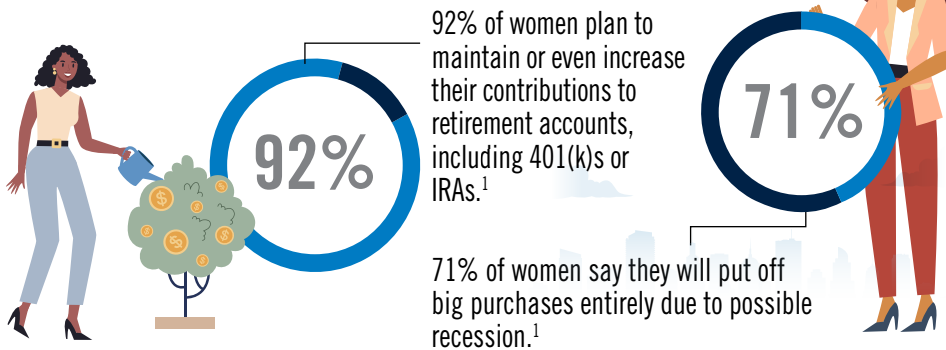 92%
92% of women plan to
maintain or even increase
their contributions to
retirement accounts,
including 401(k)s or
IRAs.1
71%
71% of women say they will put off
big purchases entirely due to possible
recession.1